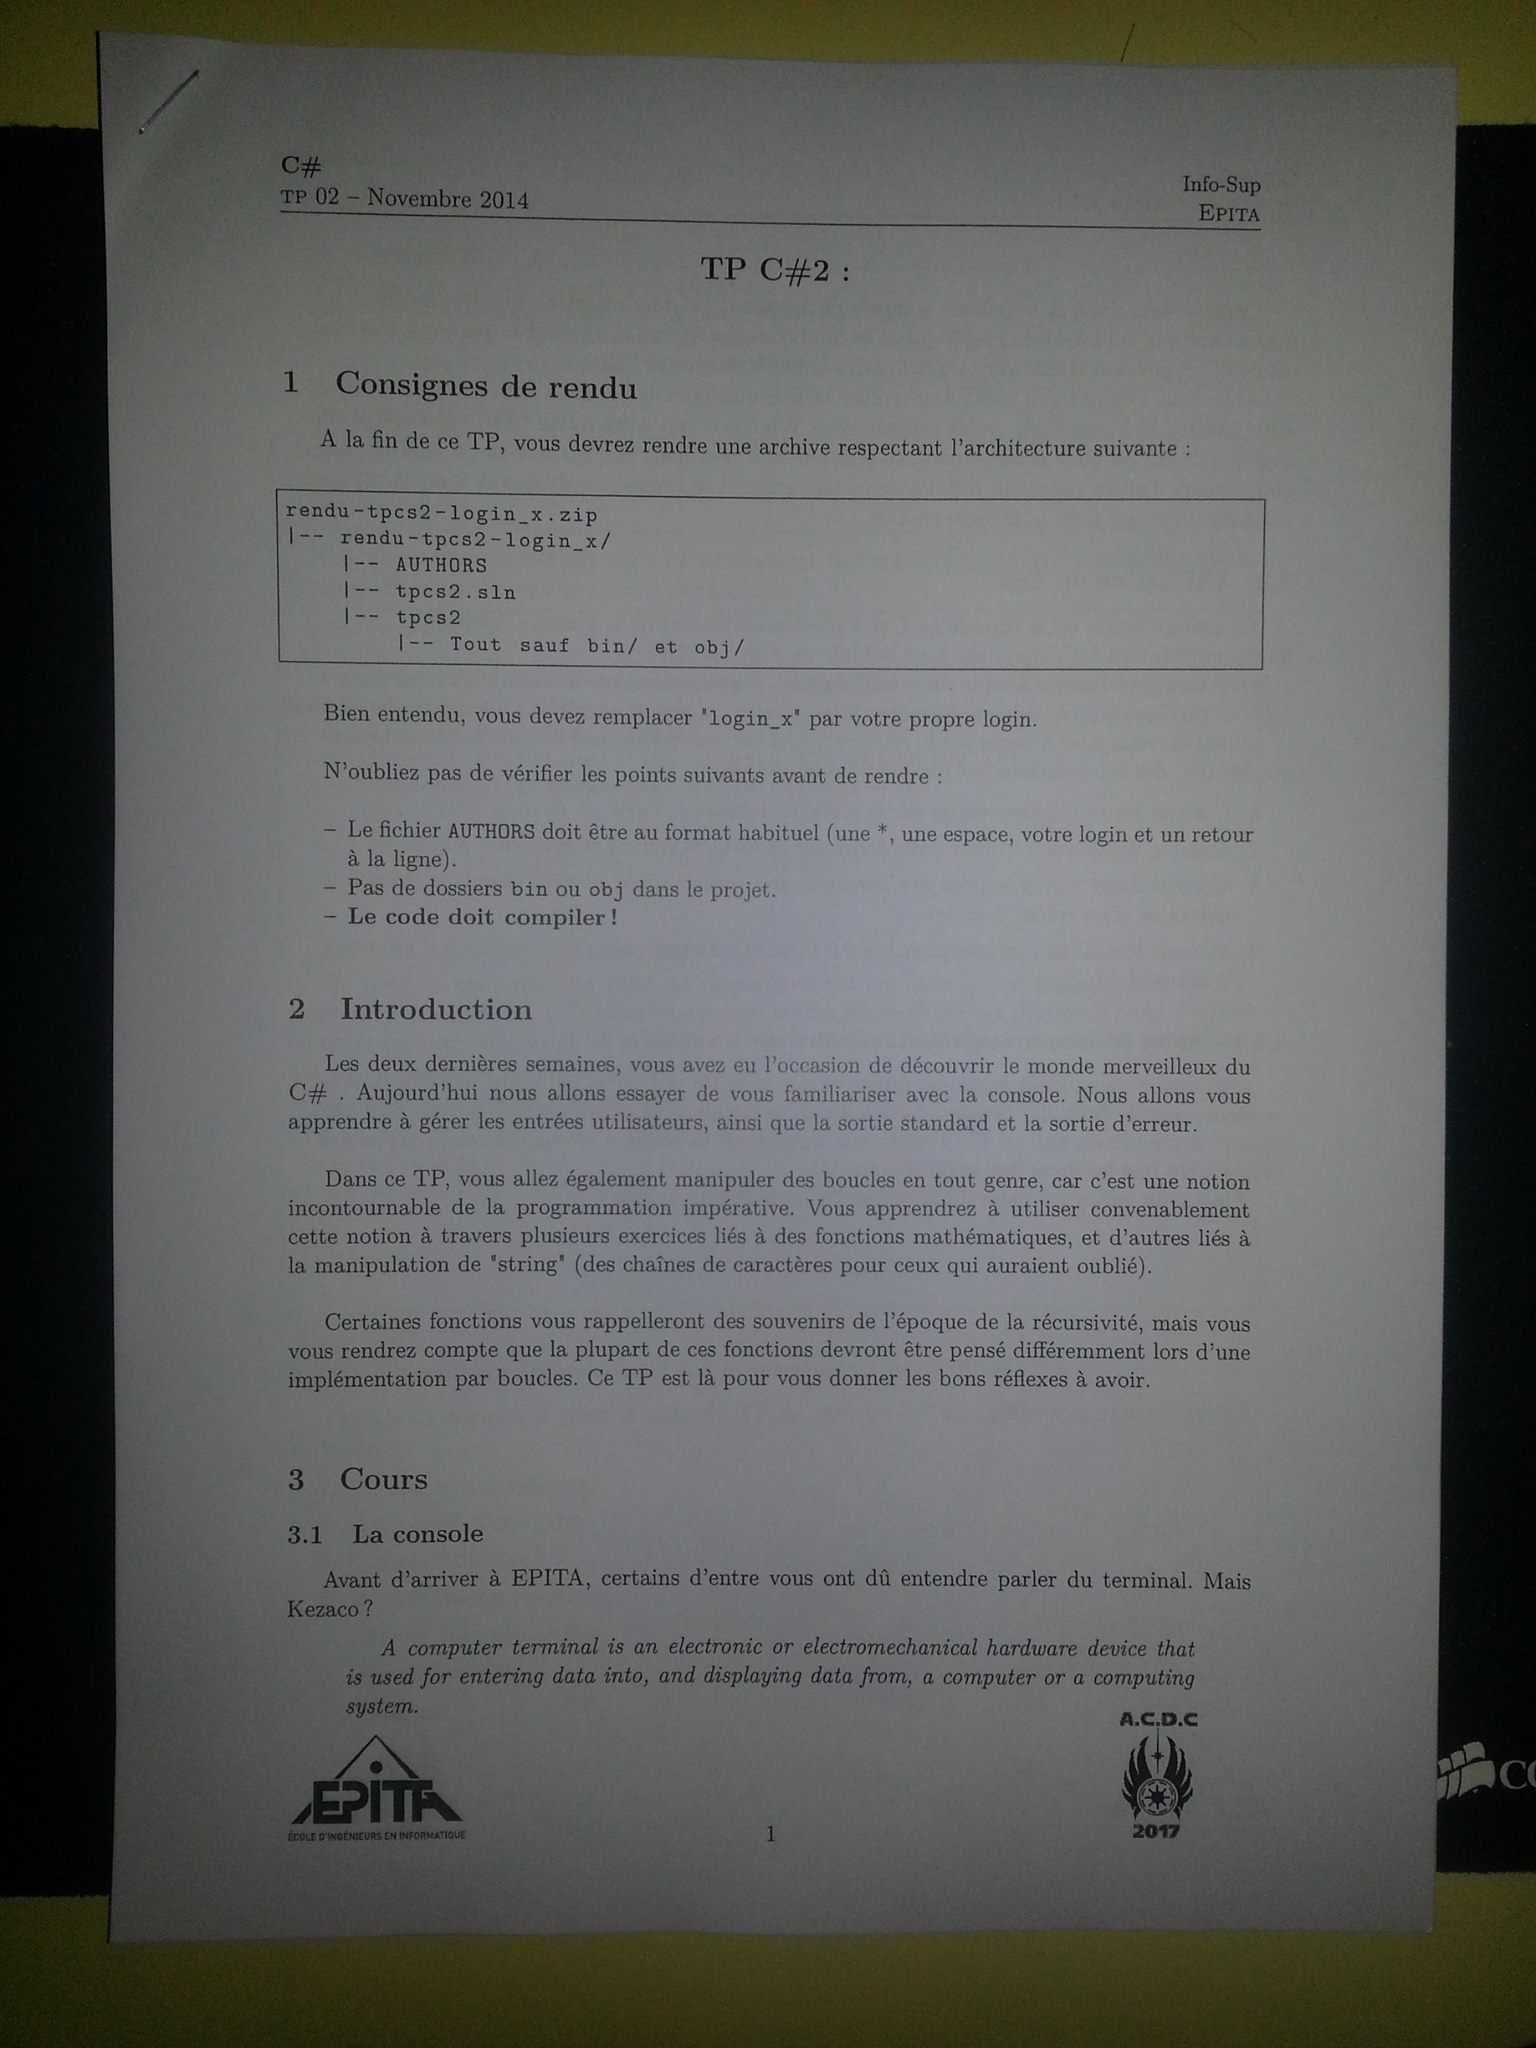 C#
TP 02 – Novembre 2014
Info-Sup
EPITA
TP C#2 :
1 Consignes de rendu
A la fin de ce TP, vous devrez rendre une archive respectant l'architecture suivante :
rendu-tpcs2-login_x.zip
|-- rendu-tpcs2-login_x/
|-- AUTHORS
|-- tpcs2.sln
|-- tpcs2
|-- Tout sauf bin/ et obj/
Bien entendu, vous devez remplacer "login_x" par votre propre login.
N'oubliez pas de vérifier les points suivants avant de rendre :
– Le fichier AUTHORS doit être au format habituel (une *, une espace, votre login et un retour
à la ligne).
– Pas de dossiers bin ou obj dans le projet.
– Le code doit compiler !
2 Introduction
Les deux dernières semaines, vous avez eu l'occasion de découvrir le monde merveilleux du
C# . Aujourd'hui nous allons essayer de vous familiariser avec la console. Nous allons vous
apprendre à gérer les entrées utilisateurs, ainsi que la sortie standard et la sortie d'erreur.
Dans ce TP, vous allez également manipuler des boucles en tout genre, car c'est une notion
incontournable de la programmation impérative. Vous apprendrez à utiliser convenablement
cette notion à travers plusieurs exercices liés à des fonctions mathématiques, et d'autres liés à
la manipulation de "string" (des chaînes de caractères pour ceux qui auraient oublié).
Certaines fonctions vous rappelleront des souvenirs de l'époque de la récursivité, mais vous
vous rendrez compte que la plupart de ces fonctions devront être pensé différemment lors d'une
implémentation par boucles. Ce TP est là pour vous donner les bons réflexes à avoir.
3 Cours
3.1 La console
Avant d'arriver à EPITA, certains d'entre vous ont dû entendre parler du terminal. Mais
Kezaco ?
A computer terminal is an electronic or electromechanical hardware device that
is used for entering data into, and displaying data from, a computer or a computing
system.
EPITA
ÉCOLE D'INGÉNIEURS EN INFORMATIQUE
1
A.C.D.C
2017